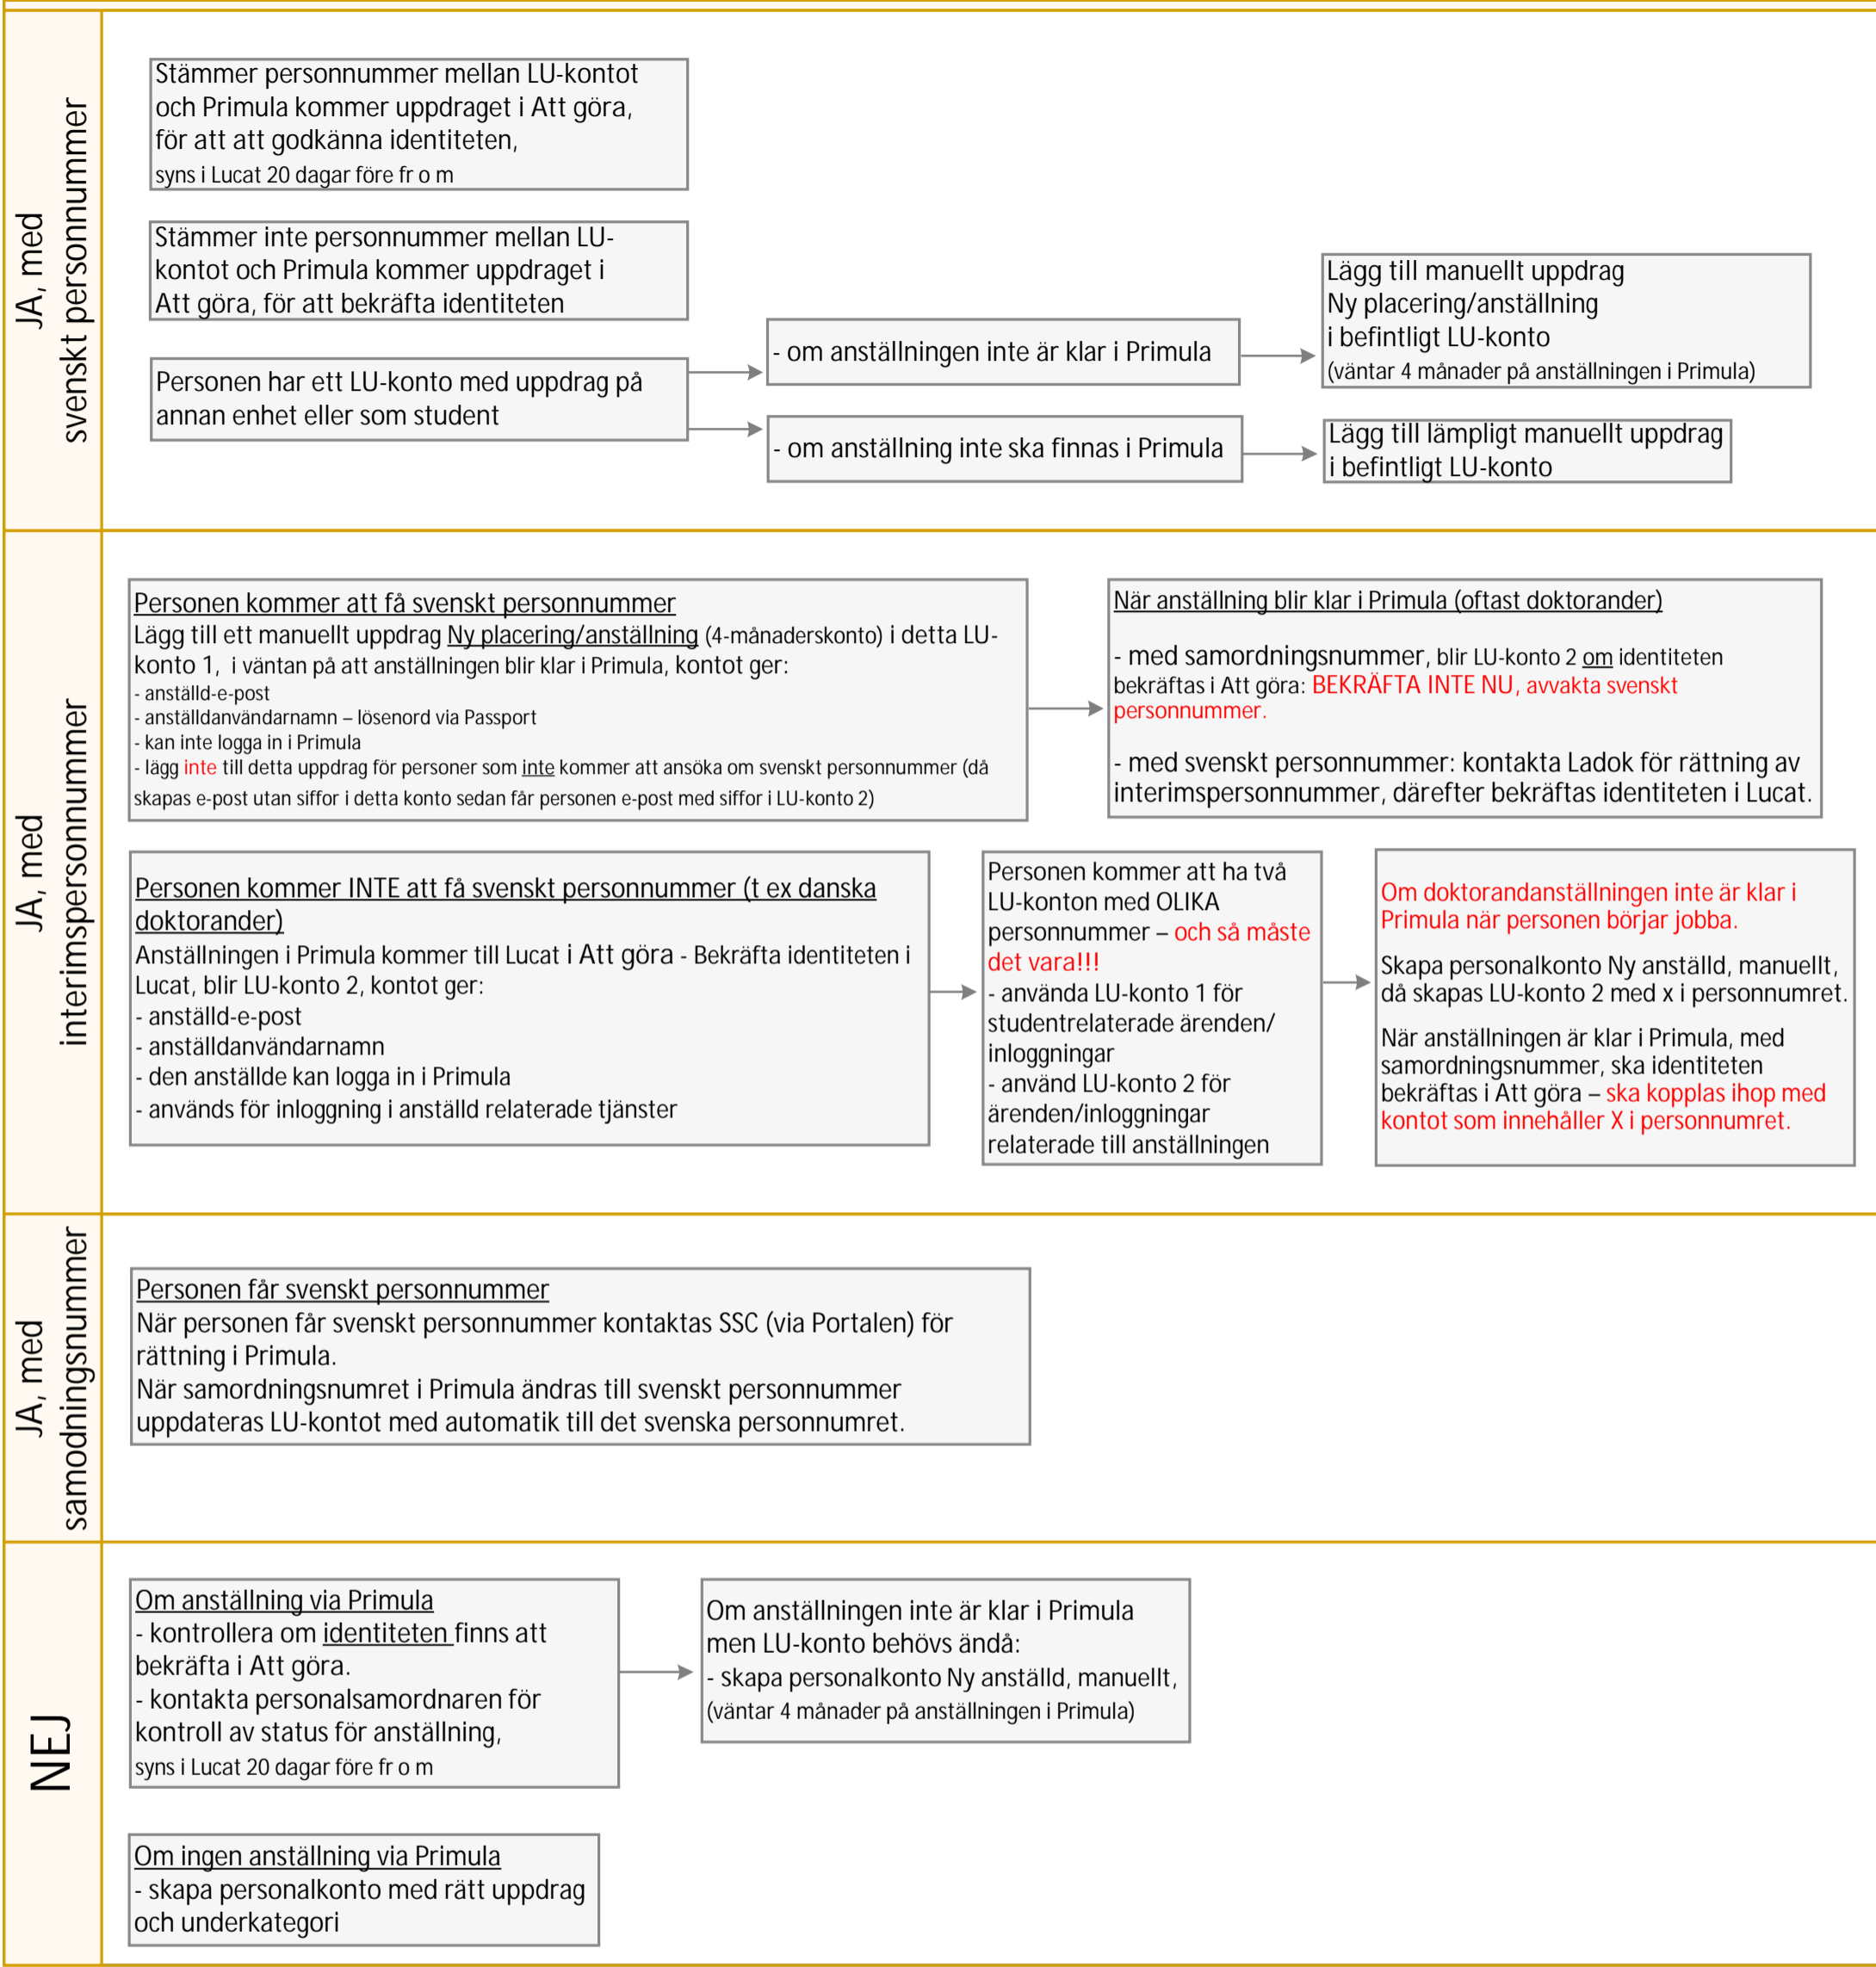 JA, med
svenskt personnummer
Stämmer personnummer mellan LU-kontot
och Primula kommer uppdraget i Att göra,
för att att godkänna identiteten,
syns i Lucat 20 dagar före fr o m
Stämmer inte personnummer mellan LU-
kontot och Primula kommer uppdraget i
Att göra, för att bekräfta identiteten
Personen har ett LU-konto med uppdrag på
annan enhet eller som student
- om anställningen inte är klar i Primula
Lägg till manuellt uppdrag
Ny placering/anställning
i befintligt LU-konto
(väntar 4 månader på anställningen i Primula)
- om anställning inte ska finnas i Primula
Lägg till lämpligt manuellt uppdrag
i befintligt LU-konto
JA, med
interimspersonnummer
Personen kommer att få svenskt personnummer
Lägg till ett manuellt uppdrag Ny placering/anställning (4-månaderskonto) i detta LU-
konto 1, i väntan på att anställningen blir klar i Primula, kontot ger:
- anställd-e-post
- anställdanvändarnamn – lösenord via Passport
- kan inte logga in i Primula
- lägg inte till detta uppdrag för personer som inte kommer att ansöka om svenskt personnummer (då
skapas e-post utan siffor i detta konto sedan får personen e-post med siffor i LU-konto 2)
När anställning blir klar i Primula (oftast doktorander)
- med samordningsnummer, blir LU-konto 2 om identiteten
bekräftas i Att göra: BEKRÄFTA INTE NU, avvakta svenskt
personnummer.
- med svenskt personnummer: kontakta Ladok för rättning av
interimspersonnummer, därefter bekräftas identiteten i Lucat.
Personen kommer INTE att få svenskt personnummer (t ex danska
doktorander)
Anställningen i Primula kommer till Lucat i Att göra - Bekräfta identiteten i
Lucat, blir LU-konto 2, kontot ger:
- anställd-e-post
- anställdanvändarnamn
- den anställde kan logga in i Primula
- används för inloggning i anställd relaterade tjänster
Personen kommer att ha två
LU-konton med OLIKA
personnummer – och så måste
det vara!!!
- använda LU-konto 1 för
studentrelaterade ärenden/
inloggningar
- använd LU-konto 2 för
ärenden/inloggningar
relaterade till anställningen
Om doktorandanställningen inte är klar i
Primula när personen börjar jobba.
Skapa personalkonto Ny anställd, manuellt,
då skapas LU-konto 2 med x i personnumret.
När anställningen är klar i Primula, med
samordningsnummer, ska identiteten
bekräftas i Att göra – ska kopplas ihop med
kontot som innehåller X i personnumret.
JA, med
samodningsnummer
Personen får svenskt personnummer
När personen får svenskt personnummer kontaktas SSC (via Portalen) för
rättning i Primula.
När samordningsnumret i Primula ändras till svenskt personnummer
uppdateras LU-kontot med automatik till det svenska personnumret.
NEJ
Om anställning via Primula
- kontrollera om identiteten finns att
bekräfta i Att göra.
- kontakta personalsamordnaren för
kontroll av status för anställning,
syns i Lucat 20 dagar före fr o m
Om anställningen inte är klar i Primula
men LU-konto behövs ändå:
- skapa personalkonto Ny anställd, manuellt,
(väntar 4 månader på anställningen i Primula)
Om ingen anställning via Primula
- skapa personalkonto med rätt uppdrag
och underkategori